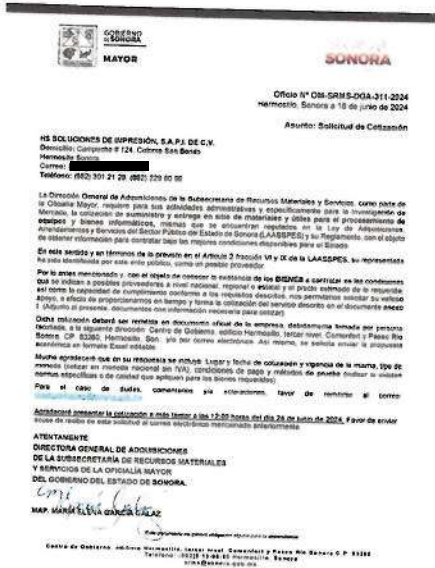 GOBIERNO
DE SONORA
MAYOR
SONORA
Oficio N° OM-SRMS-DGA-311-2024
Hermosillo, Sonora a 18 de junio de 2024
Asunto: Solicitud de Cotización
HS SOLUCIONES DE IMPRESIÓN, S.A.P.I. DE C.V.
Domicilio: Campeche # 124, Colonia San Benito
Hermosillo Sonora
Correo:
Teléfono: (662) 301 21 29
La Dirección General de Adquisiciones de la Subsecretaría de Recursos Materiales y Servicios, como parte de
la Oficialía Mayor, requiere para sus actividades administrativas y específicamente para la Investigación de
Mercado, la cotización de suministro y entrega en sitio de materiales y útiles para el procesamiento de
equipos y bienes informáticos, mismas que se encuentran regulados en la Ley de Adquisiciones,
Arrendamientos y Servicios del Sector Público del Estado de Sonora (LAASSPES) y su Reglamento, con el objeto
de obtener información para contratar bajo las mejores condiciones disponibles para el Estado
En este sentido y en términos de lo previsto en el Artículo 2 fracción VI y IX de la LAASSPES, su representada
ha sido identificada por este ente público, como un posible proveedor.
Por lo antes mencionado y, con el objeto de conocer la existencia de los BIENES a contratar en las condiciones
que se indican a posibles proveedores a nivel nacional, regional o estatal y el precio estimado de lo requerido,
así como la capacidad de cumplimiento conforme a los requisitos descritos, nos permitimos solicitar su valioso
apoyo, a efecto de proporcionarnos en tiempo y forma la cotización del servicio descrito en el documento anexo
1 (Adjunto al presente, documentos con información necesaria para cotizar)
Dicha cotización deberá ser remitida en documento oficial de la empresa, debidamente firmada por persona
facultada, a la siguiente dirección: Centro de Gobierno, edificio Hermosillo, tercer nivel, Comonfort y Paseo Río
Sonora CP 83280, Hermosillo, Son. y/o por correo electrónico. Así mismo, se solicita enviar la propuesta
económica en formato Excel editable.
Mucho agradeceré que en su respuesta se incluya: Lugar y fecha de cotización y vigencia de la misma, tipo de
moneda (cotizar en moneda nacional sin IVA), condiciones de pago y métodos de prueba (indicar si existen
normas específicas o de calidad que apliquen para los bienes requeridos)
Para el caso de dudas, comentarios y/o aclaraciones, favor de remitirlo al correo
Agradeceré presentar la cotización a más tardar a las 12:00 horas del día 24 de junio de 2024. Favor de enviar
acuse de recibo de esta solicitud al correo electrónico mencionado anteriormente.
ATENTAMENTE
DIRECTORA GENERAL DE ADQUISICIONES
DE LA SUBSECRETARÍA DE RECURSOS MATERIALES
Y SERVICIOS DE LA OFICIALÍA MAYOR
DEL GOBIERNO DEL ESTADO DE SONORA.
MAP. MARÍA ELENA GARCÍA GALAZ
Centro de Gobierno, edificio Hermosillo, tercer nivel, Comonfort y Paseo Río Sonora C.P. 83280
Hermosillo, Sonora